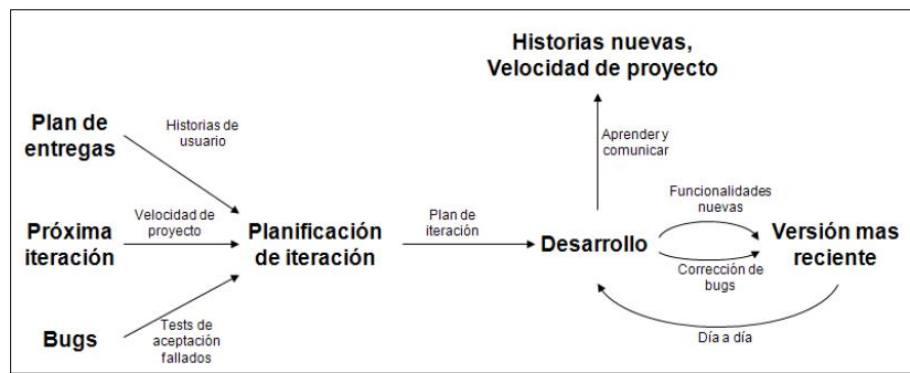 Historias nuevas,
Velocidad de proyecto
Plan de
entregas
Historias de
usuario
Aprender y
comunicar
Funcionalidades
nuevas
Próxima
iteración
Velocidad de
proyecto
Planificación
de iteración
Plan de
iteración
Desarrollo
Versión mas
reciente
Corrección de
bugs
Bugs
Tests de
aceptación
fallados
Día a día